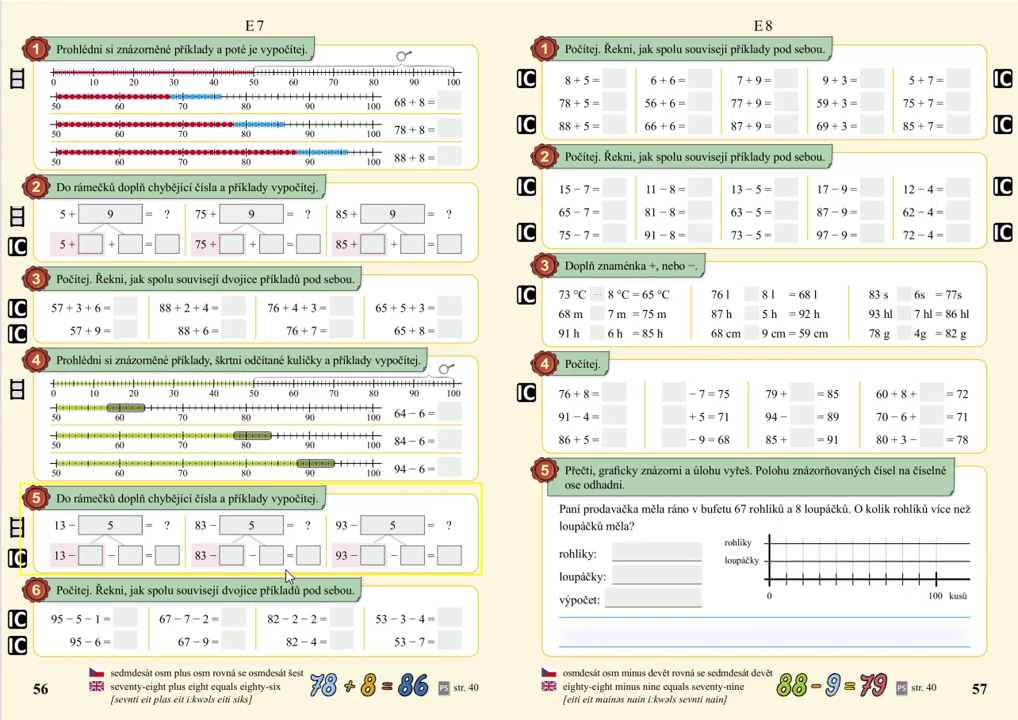 E 7
1 Prohlédni si znázorněné příklady a poté je vypočítej.
0 10 20 30 40 50 60 70 80 90 100
50 60 70 80 90 100 68 + 8 =
50 60 70 80 90 100 78 + 8 =
50 60 70 80 90 100 88 + 8 =
2 Do rámečků doplň chybějící čísla a příklady vypočítej.
5 + 9 = ? 75 + 9 = ? 85 + 9 = ?
5 + + = 75 + + = 85 + + =
3 Počítej. Řekni, jak spolu souvisejí dvojice příkladů pod sebou.
57 + 3 + 6 = 88 + 2 + 4 = 76 + 4 + 3 = 65 + 5 + 3 =
57 + 9 = 88 + 6 = 76 + 7 = 65 + 8 =
4 Prohlédni si znázorněné příklady, škrtni odčítané kuličky a příklady vypočítej.
0 10 20 30 40 50 60 70 80 90 100
50 60 70 80 90 100 64 − 6 =
50 60 70 80 90 100 84 − 6 =
50 60 70 80 90 100 94 − 6 =
5 Do rámečků doplň chybějící čísla a příklady vypočítej.
13 − 5 = ? 83 − 5 = ? 93 − 5 = ?
13 − − = 83 − − = 93 − − =
6 Počítej. Řekni, jak spolu souvisejí dvojice příkladů pod sebou.
95 − 5 − 1 = 67 − 7 − 2 = 82 − 2 − 2 = 53 − 3 − 4 =
95 − 6 = 67 − 9 = 82 − 4 = 53 − 7 =
sedmdesát osm plus osm rovná se osmdesát šest
56 seventy-eight plus eight equals eighty-six 78 + 8 = 86 PS str. 40
[sevnti eit plas eit i:kwəls eiti siks]
E 8
1 Počítej. Řekni, jak spolu souvisejí příklady pod sebou.
IC 8 + 5 = 6 + 6 = 7 + 9 = 9 + 3 = 5 + 7 = IC
78 + 5 = 56 + 6 = 77 + 9 = 59 + 3 = 75 + 7 =
IC 88 + 5 = 66 + 6 = 87 + 9 = 69 + 3 = 85 + 7 = IC
2 Počítej. Řekni, jak spolu souvisejí příklady pod sebou.
IC 15 − 7 = 11 − 8 = 13 − 5 = 17 − 9 = 12 − 4 = IC
65 − 7 = 81 − 8 = 63 − 5 = 87 − 9 = 62 − 4 =
IC 75 − 7 = 91 − 8 = 73 − 5 = 97 − 9 = 72 − 4 = IC
3 Doplň znaménka +, nebo −.
IC 73 °C ···· 8 °C = 65 °C 76 l 8 l = 68 l 83 s 6s = 77s
68 m 7 m = 75 m 87 h 5 h = 92 h 93 hl 7 hl = 86 hl
91 h 6 h = 85 h 68 cm 9 cm = 59 cm 78 g 4g = 82 g
4 Počítej.
IC 76 + 8 = − 7 = 75 79 + = 85 60 + 8 + = 72
91 − 4 = + 5 = 71 94 − = 89 70 − 6 + = 71
86 + 5 = − 9 = 68 85 + = 91 80 + 3 − = 78
5 Přečti, graficky znázorni a úlohu vyřeš. Polohu znázorňovaných čísel na číselné
ose odhadni.
Paní prodavačka měla ráno v bufetu 67 rohlíků a 8 loupáčků. O kolik rohlíků více než
loupáčků měla?
rohlíky: rohlíky
loupáčky: loupáčky
výpočet: 0 100 kusů
osmdesát osm minus devět rovná se sedmdesát devět
eighty-eight minus nine equals seventy-nine 88 − 9 = 79 PS str. 40 57
[eiti eit mainəs nain i:kwəls sevnti nain]